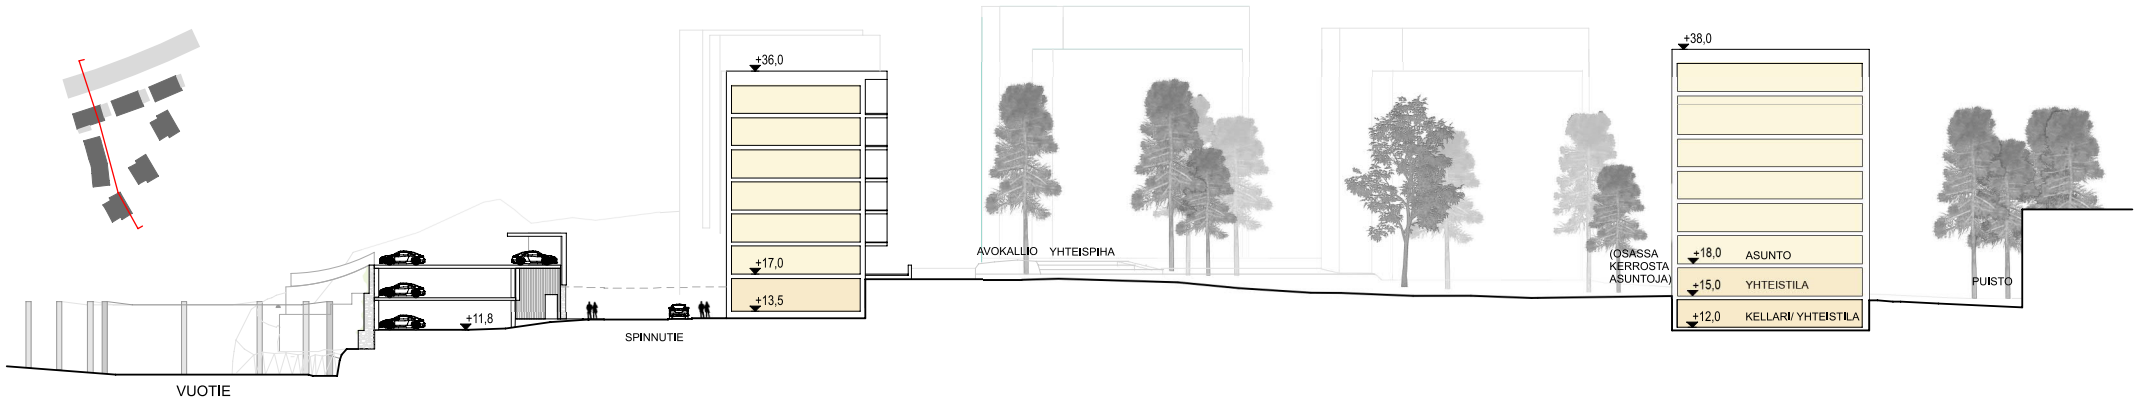 +36,0
+17,0
+13,5
+11,8
SPINNUTIE
VUOTIE
AVOKALLIO YHTEISPIHA
(OSASSA
KERROSTA
ASUNTOJA)
+38,0
+18,0 ASUNTO
+15,0 YHTEISTILA
+12,0 KELLARI/ YHTEISTILA
PUISTO